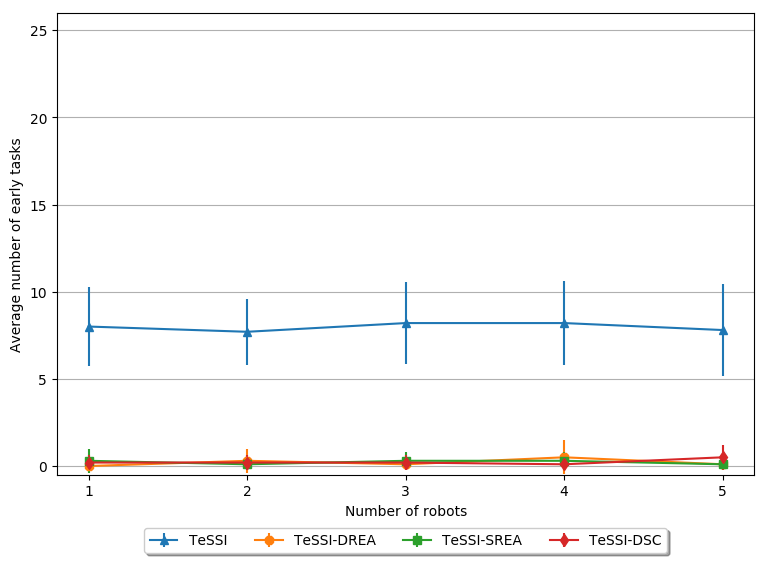 Average number of early tasks
25
20
15
10
5
0
1 2 3 4 5
Number of robots
TeSSI TeSSI-DREA TeSSI-SREA TeSSI-DSC